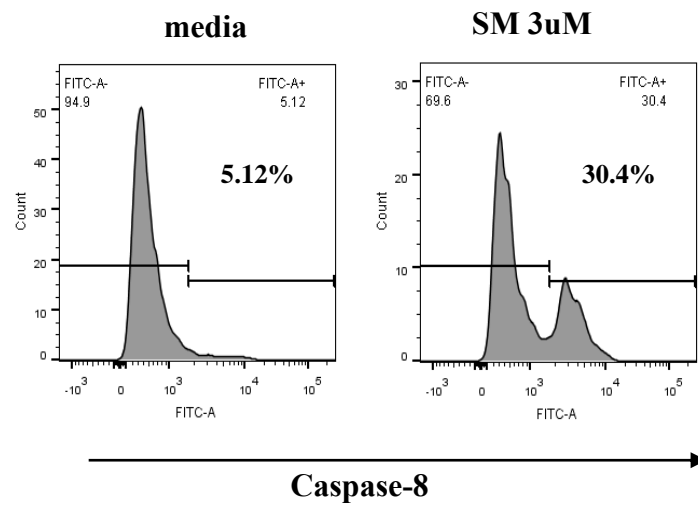 media
SM 3uM
FITC-A-
94.9
FITC-A+
5.12
5.12%
Count
50
40
30
20
10
0
-10^3
0
10^3
10^4
10^5
FITC-A
FITC-A-
69.6
FITC-A+
30.4
30.4%
Count
30
20
10
0
-10^3
0
10^3
10^4
10^5
FITC-A
Caspase-8